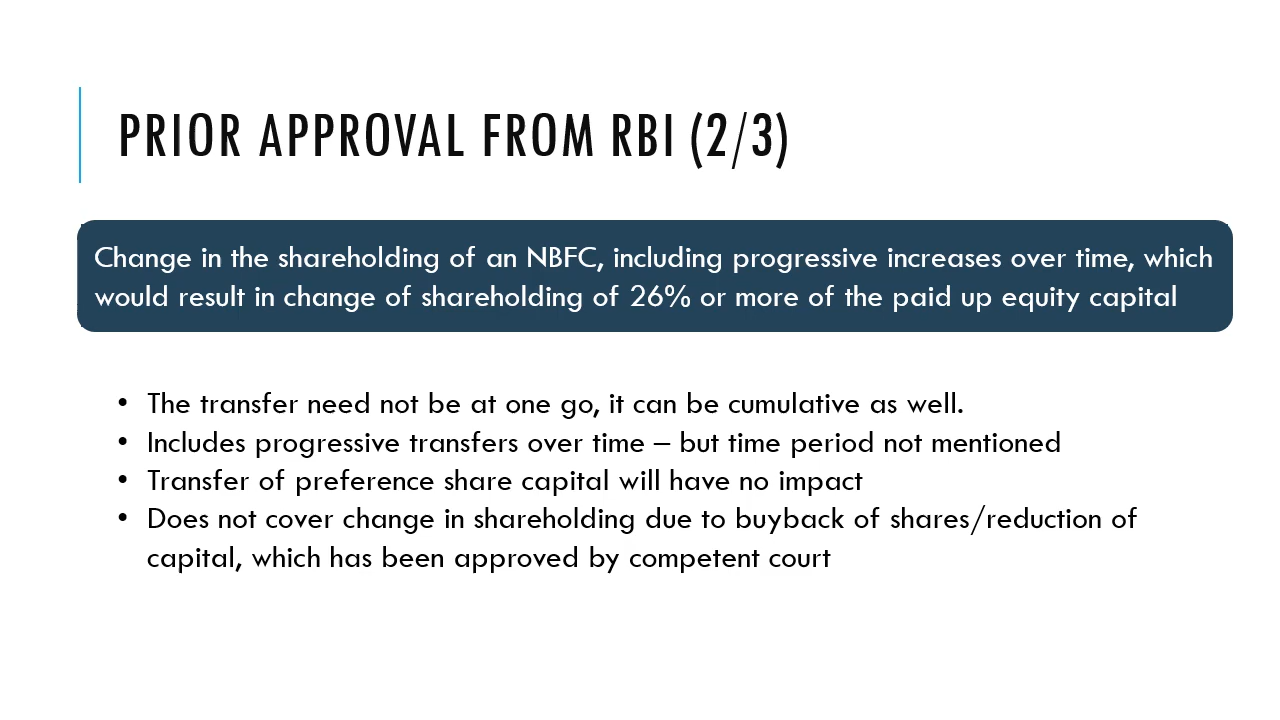 PRIOR APPROVAL FROM RBI (2/3)
Change in the shareholding of an NBFC, including progressive increases over time, which
would result in change of shareholding of 26% or more of the paid up equity capital
• The transfer need not be at one go, it can be cumulative as well.
• Includes progressive transfers over time – but time period not mentioned
• Transfer of preference share capital will have no impact
• Does not cover change in shareholding due to buyback of shares/reduction of
capital, which has been approved by competent court